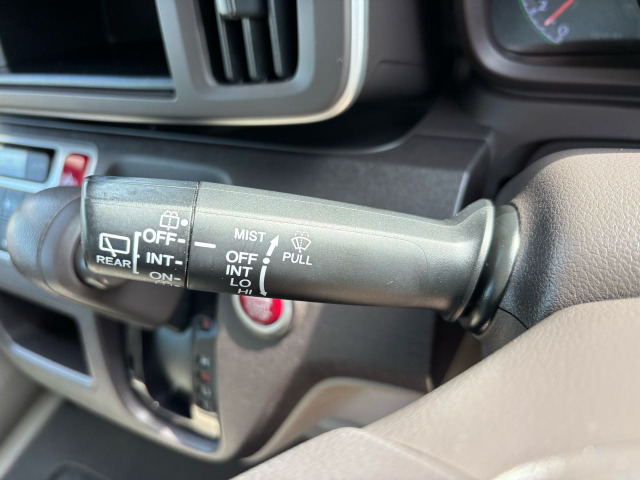 OFF
INT
ON
REAR
MIST
OFF
INT
LO
HI
PULL